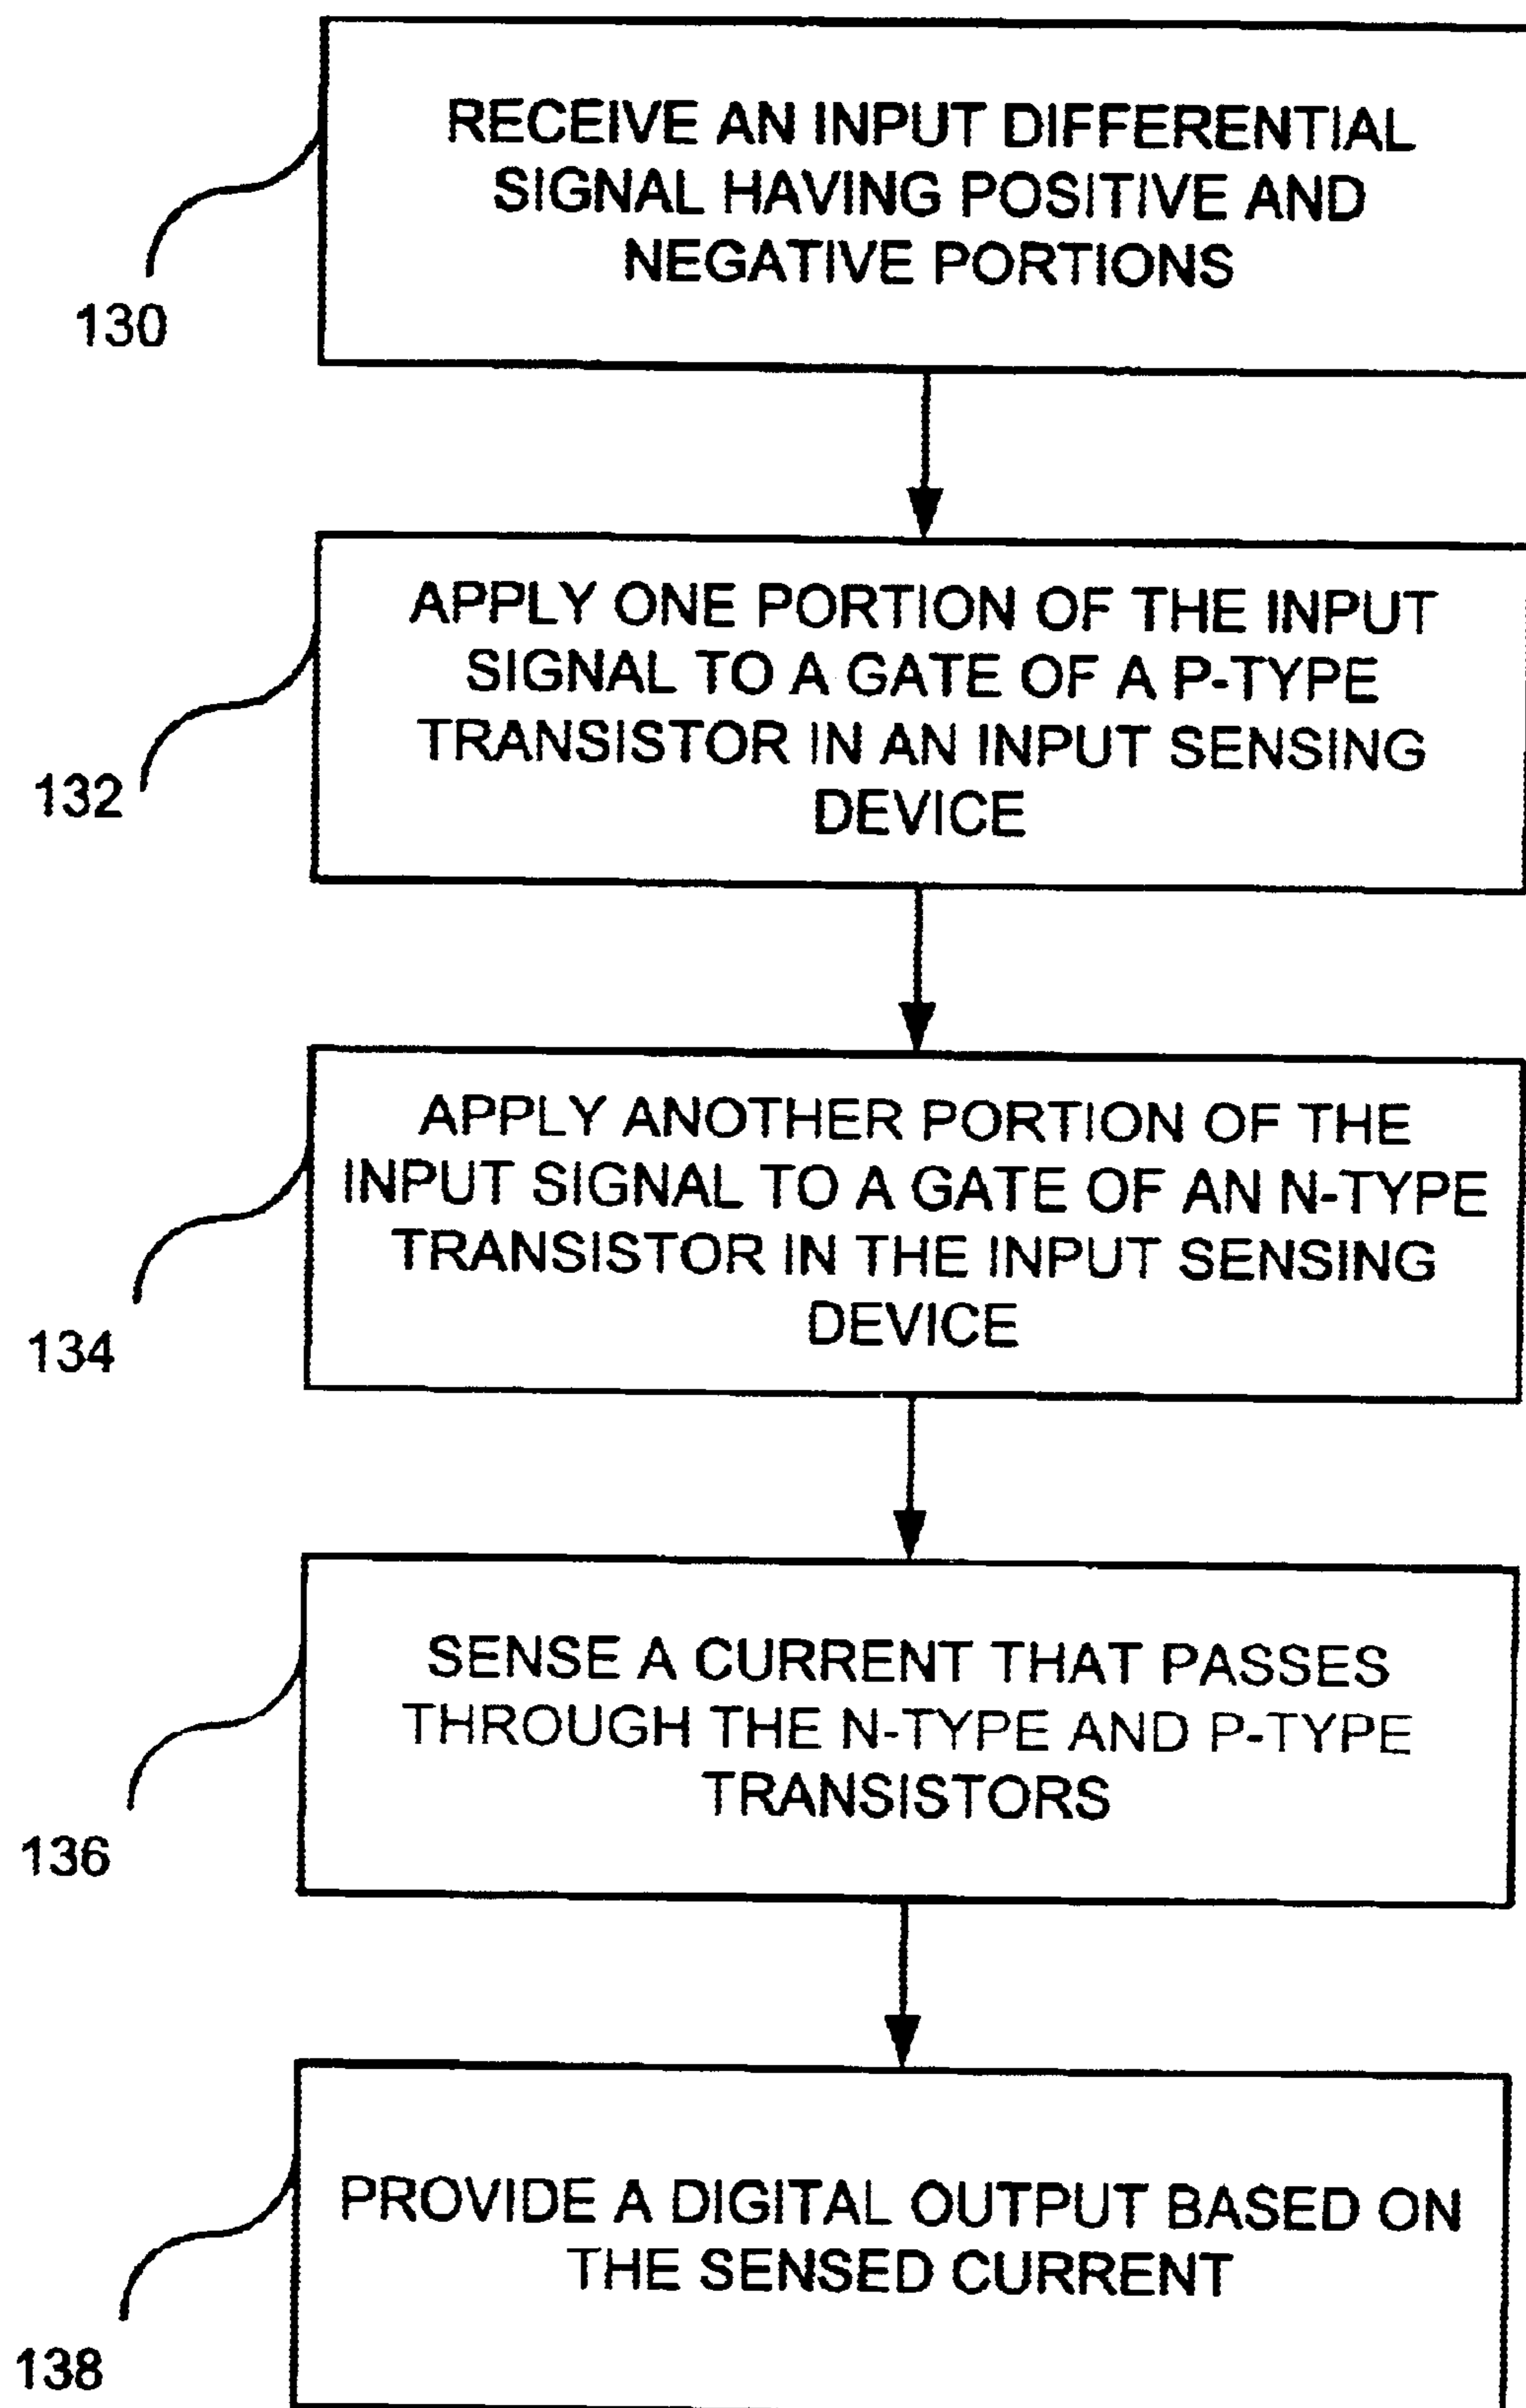 RECEIVE AN INPUT DIFFERENTIAL
SIGNAL HAVING POSITIVE AND
NEGATIVE PORTIONS
130
APPLY ONE PORTION OF THE INPUT
SIGNAL TO A GATE OF A P-TYPE
TRANSISTOR IN AN INPUT SENSING
DEVICE
132
APPLY ANOTHER PORTION OF THE
INPUT SIGNAL TO A GATE OF AN N-TYPE
TRANSISTOR IN THE INPUT SENSING
DEVICE
134
SENSE A CURRENT THAT PASSES
THROUGH THE N-TYPE AND P-TYPE
TRANSISTORS
136
PROVIDE A DIGITAL OUTPUT BASED ON
THE SENSED CURRENT
138